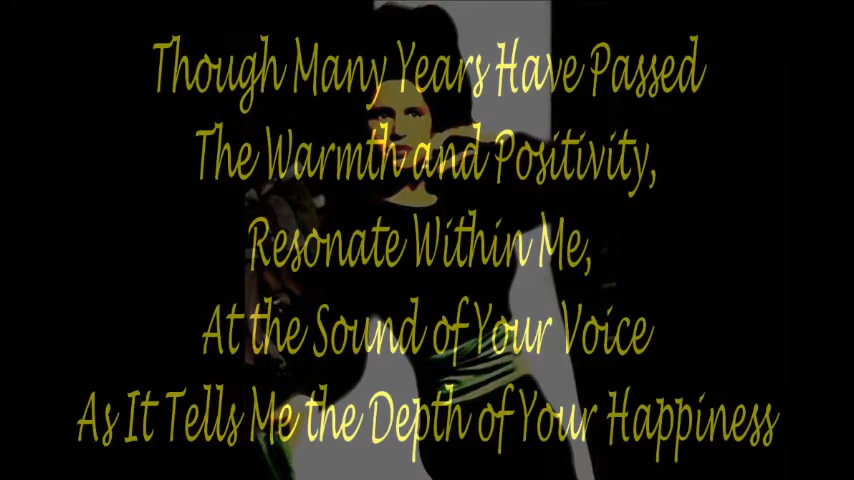 Though Many Years Have Passed
The Warmth and Positivity,
Resonate Within Me,
At the Sound of Your Voice
As It Tells Me the Depth of Your Happiness